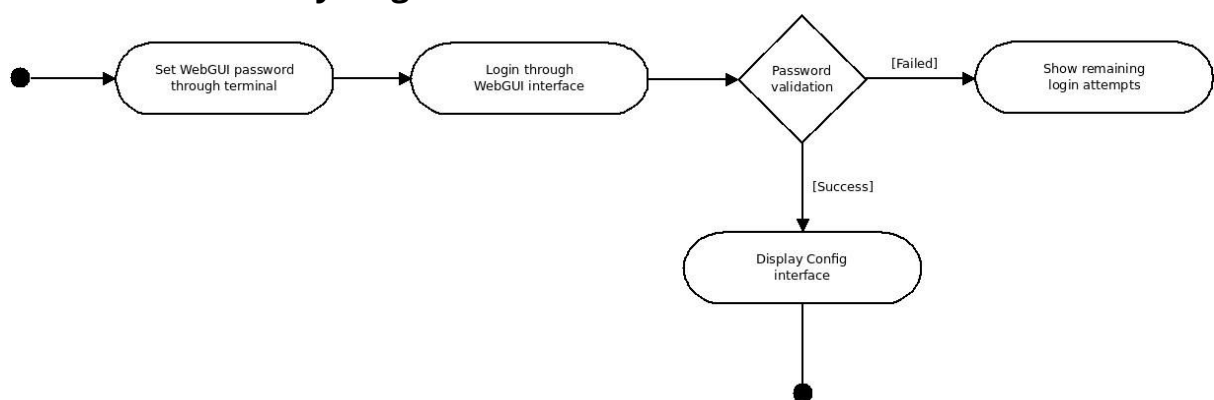 Set WebGUI password
through terminal
Login through
WebGUI interface
Password
validation
[Failed]
Show remaining
login attempts
[Success]
Display Config
interface